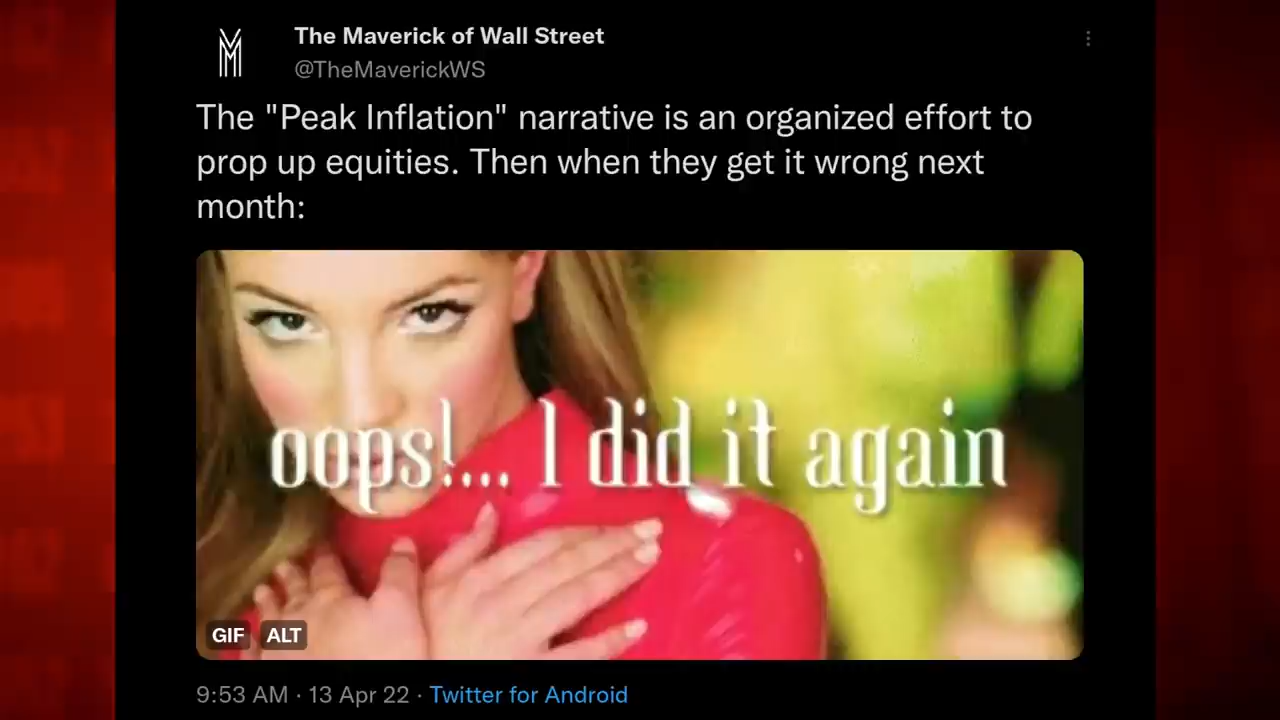 The Maverick of Wall Street
@TheMaverickWS
The "Peak Inflation" narrative is an organized effort to
prop up equities. Then when they get it wrong next
month:
oops!... I did it again
GIF ALT
9:53 AM · 13 Apr 22 · Twitter for Android